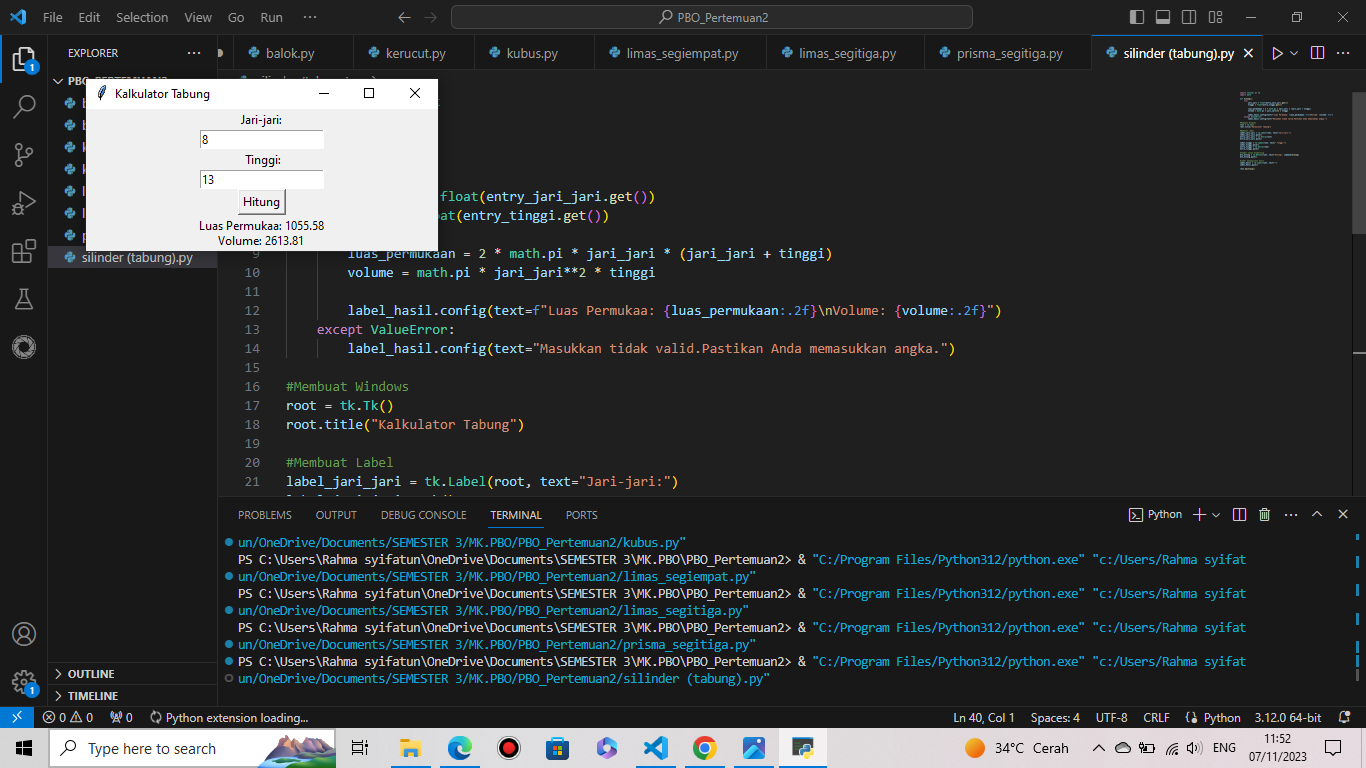 File Edit Selection View Go Run ··· PBO_Pertemuan2
EXPLORER ···
balok.py kerucut.py kubus.py limas_segiempat.py limas_segitiga.py prisma_segitiga.py silinder (tabung).py
Kalkulator Tabung
Jari-jari:
8
Tinggi:
13
Hitung
Luas Permukaa: 1055.58
Volume: 2613.81
silinder (tabung).py
float(entry_jari_jari.get())
(entry_tinggi.get())
9 luas_permukaan = 2 * math.pi * jari_jari * (jari_jari + tinggi)
10 volume = math.pi * jari_jari**2 * tinggi
11
12 label_hasil.config(text=f"Luas Permukaa: {luas_permukaan:.2f}\nVolume: {volume:.2f}")
13 except ValueError:
14 label_hasil.config(text="Masukkan tidak valid.Pastikan Anda memasukkan angka.")
15
16 #Membuat Windows
17 root = tk.Tk()
18 root.title("Kalkulator Tabung")
19
20 #Membuat Label
21 label_jari_jari = tk.Label(root, text="Jari-jari:")
PROBLEMS OUTPUT DEBUG CONSOLE TERMINAL PORTS Python
un/OneDrive/Documents/SEMESTER 3/MK.PBO/PBO_Pertemuan2/kubus.py"
PS C:\Users\Rahma syifatun\OneDrive\Documents\SEMESTER 3\MK.PBO\PBO_Pertemuan2> & "C:/Program Files/Python312/python.exe" "c:/Users/Rahma syifat
un/OneDrive/Documents/SEMESTER 3/MK.PBO/PBO_Pertemuan2/limas_segiempat.py"
PS C:\Users\Rahma syifatun\OneDrive\Documents\SEMESTER 3\MK.PBO\PBO_Pertemuan2> & "C:/Program Files/Python312/python.exe" "c:/Users/Rahma syifat
un/OneDrive/Documents/SEMESTER 3/MK.PBO/PBO_Pertemuan2/limas_segitiga.py"
PS C:\Users\Rahma syifatun\OneDrive\Documents\SEMESTER 3\MK.PBO\PBO_Pertemuan2> & "C:/Program Files/Python312/python.exe" "c:/Users/Rahma syifat
un/OneDrive/Documents/SEMESTER 3/MK.PBO/PBO_Pertemuan2/prisma_segitiga.py"
PS C:\Users\Rahma syifatun\OneDrive\Documents\SEMESTER 3\MK.PBO\PBO_Pertemuan2> & "C:/Program Files/Python312/python.exe" "c:/Users/Rahma syifat
un/OneDrive/Documents/SEMESTER 3/MK.PBO/PBO_Pertemuan2/silinder (tabung).py"
OUTLINE
TIMELINE
0 0 0 Python extension loading... Ln 40, Col 1 Spaces: 4 UTF-8 CRLF Python 3.12.0 64-bit
Type here to search 34°C Cerah ENG 11:52
07/11/2023